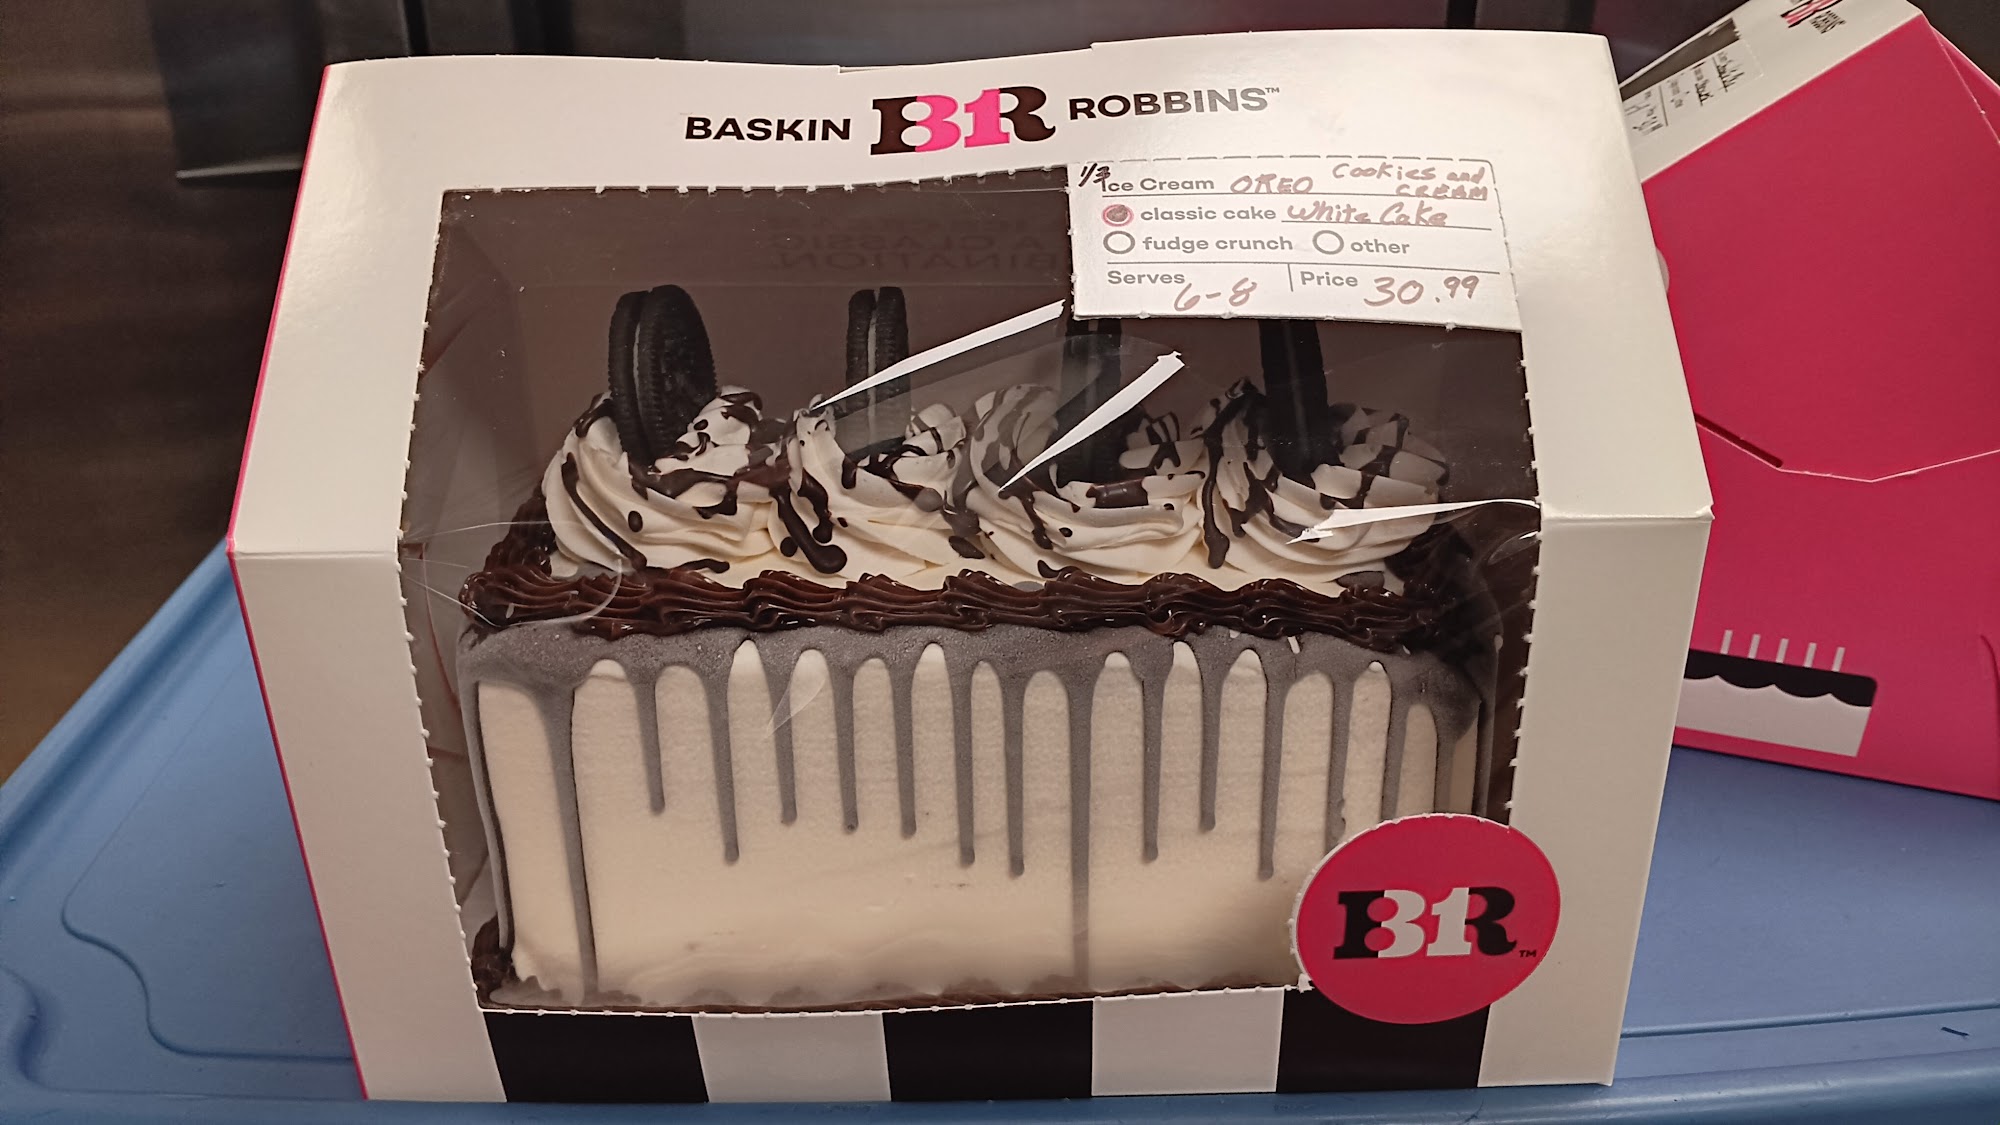 BASKIN BR ROBBINS™
1/3
Ice Cream OREO Cookies and CREAM
classic cake White Cake
fudge crunch other
Serves 6-8 Price 30.99
BR™